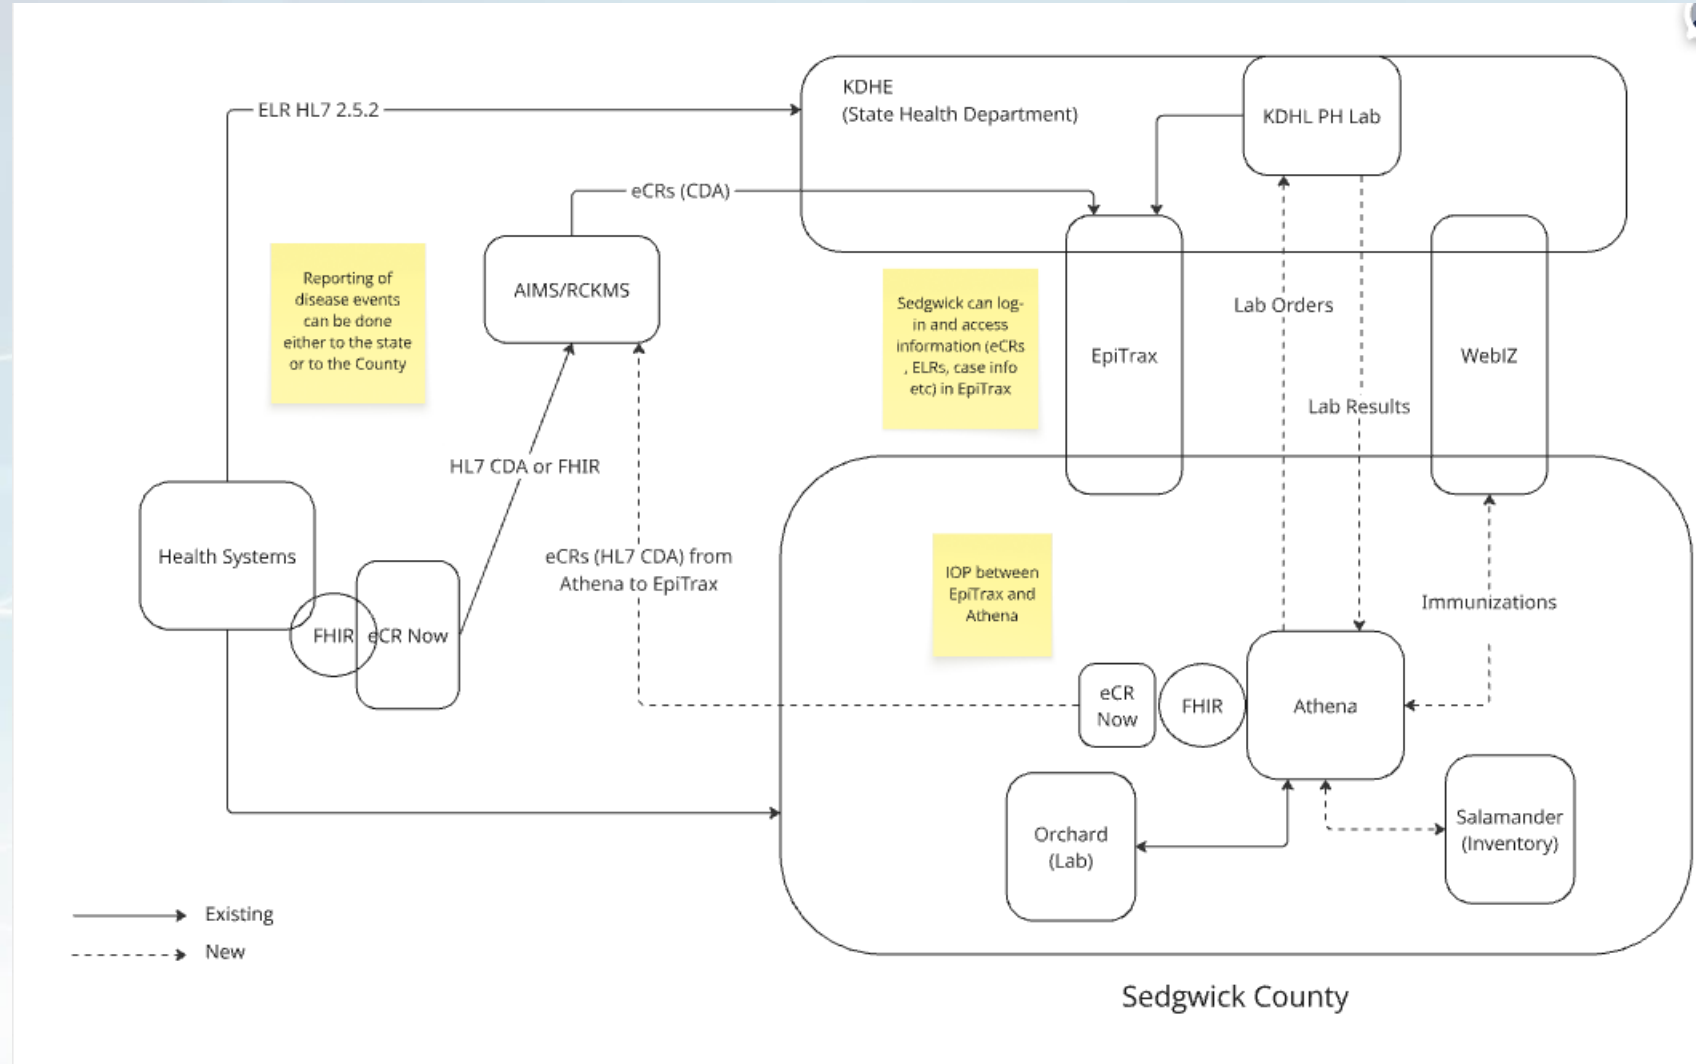 KDHE
(State Health Department)
KDHL PH Lab
ELR HL7 2.5.2
eCRs (CDA)
AIMS/RCKMS
Reporting of
disease events
can be done
either to the state
or to the County
Sedgwick can log-
in and access
information (eCRs
, ELRs, case info
etc) in EpiTrax
Lab Orders
EpiTrax
WebIZ
Lab Results
HL7 CDA or FHIR
Health Systems
eCRs (HL7 CDA) from
Athena to EpiTrax
IOP between
EpiTrax and
Athena
Immunizations
FHIR
eCR Now
eCR
Now
FHIR
Athena
Orchard
(Lab)
Salamander
(Inventory)
Existing
New
Sedgwick County